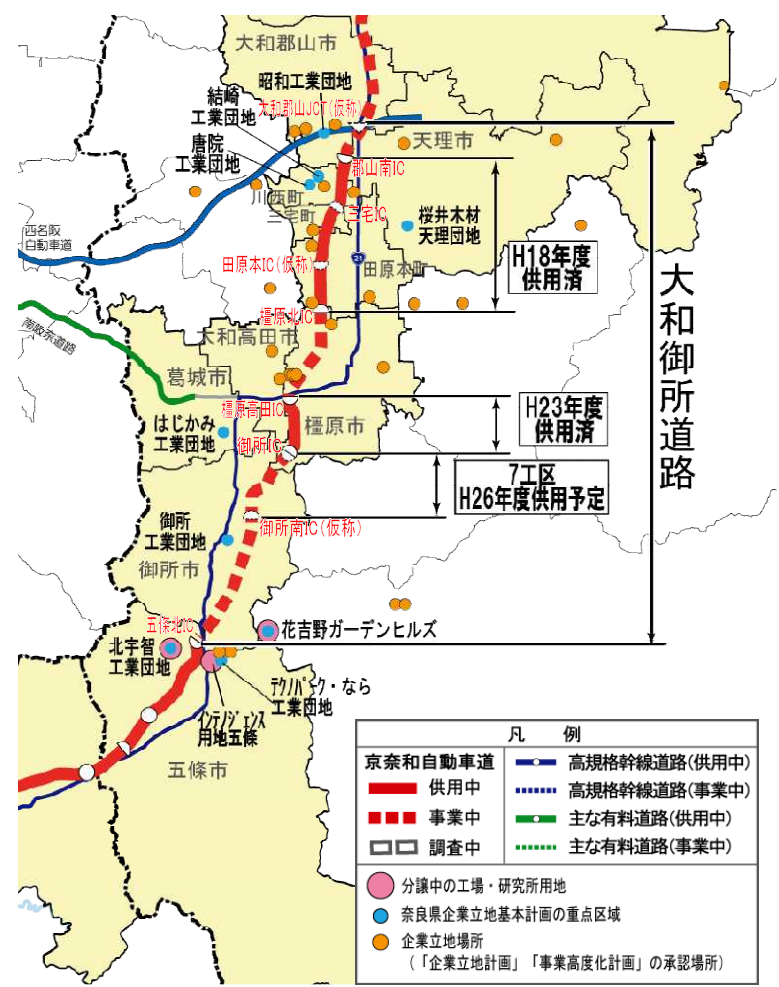 大和郡山市
昭和工業団地
結崎
工業団地
大和郡山JCT(仮称)
天理市
唐院
工業団地
郡山南IC
川西町
三宅町
三宅IC
桜井木材
天理団地
西名阪
自動車道
田原本IC(仮称)
21
田原本町
H18年度
供用済
大和御所道路
橿原北IC
南阪奈道路
大和高田市
葛城市
橿原高田IC
橿原市
H23年度
供用済
はじかみ
工業団地
御所IC
7工区
H26年度供用予定
御所
工業団地
御所南IC(仮称)
御所市
五條北IC
花吉野ガーデンヒルズ
北宇智
工業団地
テクノパーク・なら
工業団地
インテリジェンス
用地五條
五條市
凡 例
京奈和自動車道
供用中
事業中
調査中
高規格幹線道路(供用中)
高規格幹線道路(事業中)
主な有料道路(供用中)
主な有料道路(事業中)
分譲中の工場・研究所用地
奈良県企業立地基本計画の重点区域
企業立地場所
(「企業立地計画」「事業高度化計画」の承認場所)